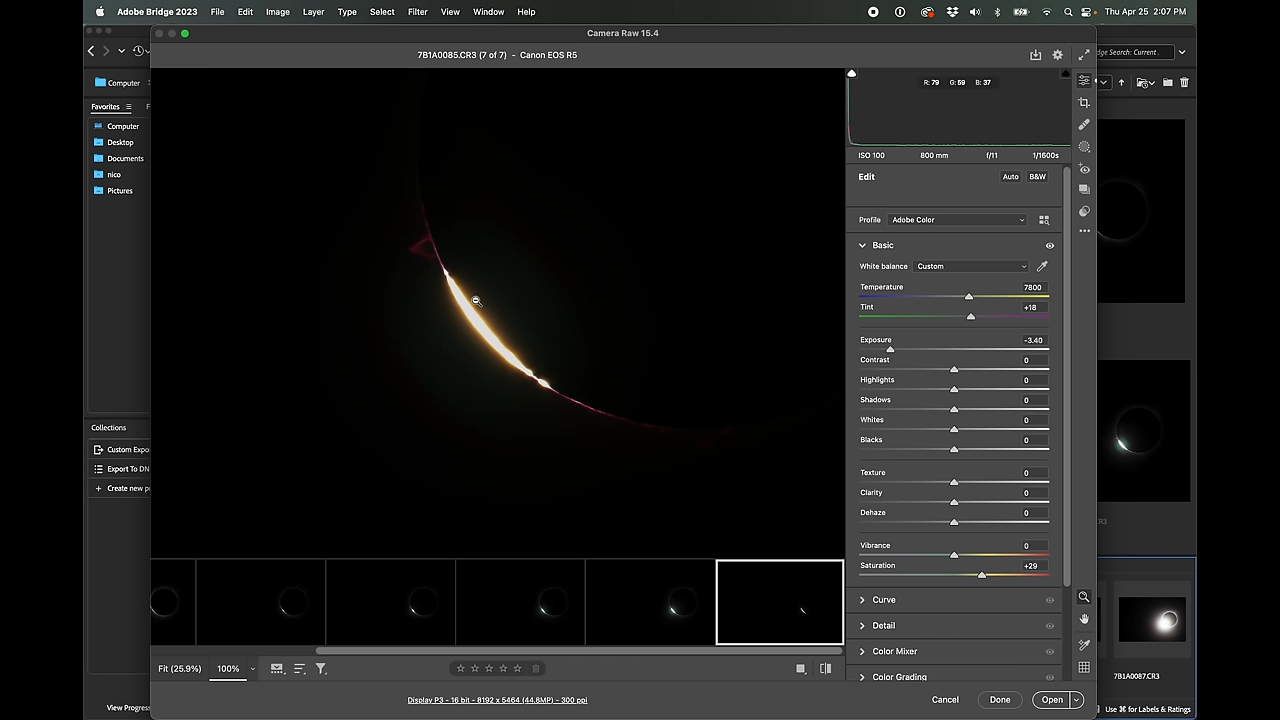 Adobe Bridge 2023 File Edit Image Layer Type Select Filter View Window Help Thu Apr 25 2:07 PM
Camera Raw 15.4
7B1A0085.CR3 (7 of 7) - Canon EOS R5
dge Search: Current
Computer
R: 79 G: 59 B: 37
Favorites F
Computer
Desktop
Documents
nico
Pictures
ISO 100 800 mm f/11 1/1600s
Edit Auto B&W
Profile Adobe Color
Basic
White balance Custom
Temperature 7800
Tint +18
Exposure -3.40
Contrast 0
Highlights 0
Shadows 0
Whites 0
Blacks 0
Texture 0
Clarity 0
Dehaze 0
Vibrance 0
Saturation +29
Curve
Detail
Color Mixer
Color Grading
Collections
Custom Expo
Export To DN
Create new p
R3
Fit (25.9%) 100%
7B1A0087.CR3
View Progress
Display P3 - 16 bit - 8192 x 5464 (44.8MP) - 300 ppi
Cancel Done Open
Use ⌘ for Labels & Ratings